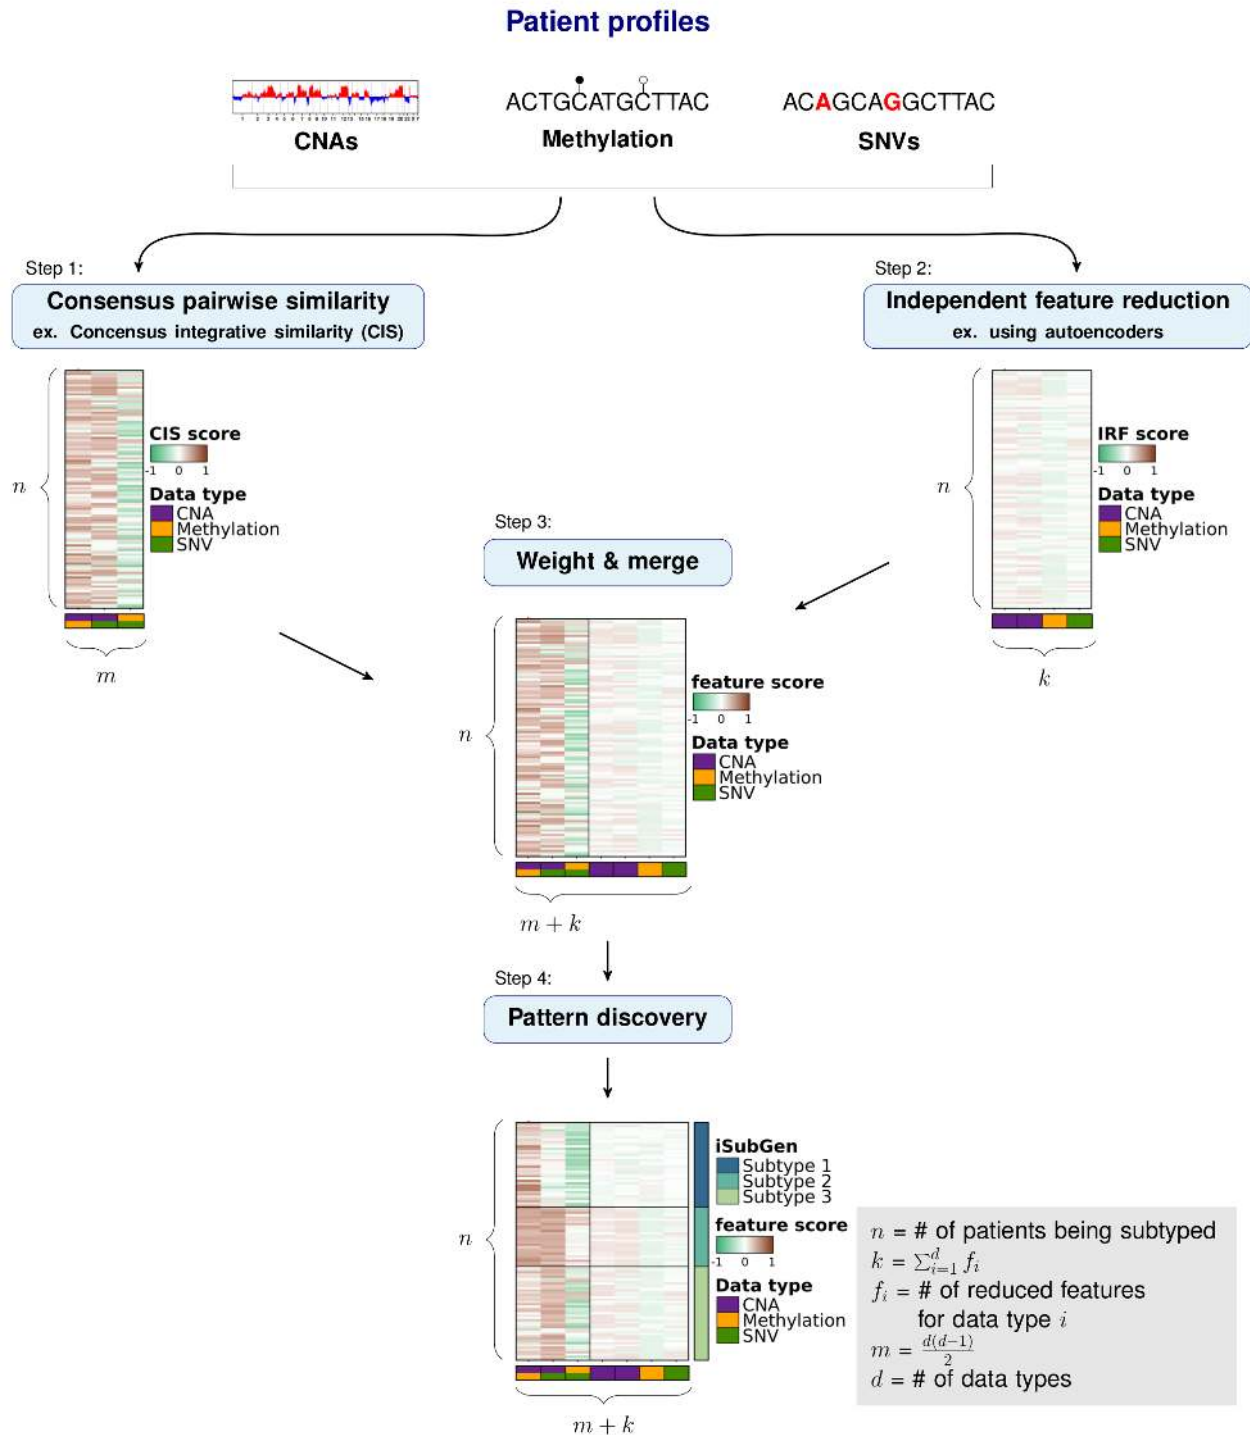 Patient profiles
ACTGCATGCTTAC
ACAGCAGGCTTAC
CNAs
Methylation
SNVs
Step 1:
Consensus pairwise similarity
ex. Concensus integrative similarity (CIS)
Step 2:
Independent feature reduction
ex. using autoencoders
n
CIS score
-1 0 1
Data type
CNA
Methylation
SNV
m
n
IRF score
-1 0 1
Data type
CNA
Methylation
SNV
k
Step 3:
Weight & merge
n
feature score
-1 0 1
Data type
CNA
Methylation
SNV
m + k
Step 4:
Pattern discovery
n
iSubGen
Subtype 1
Subtype 2
Subtype 3
feature score
-1 0 1
Data type
CNA
Methylation
SNV
m + k
n = # of patients being subtyped
k = ∑_{i=1}^{d} f_i
f_i = # of reduced features
for data type i
m = d(d−1)/2
d = # of data types